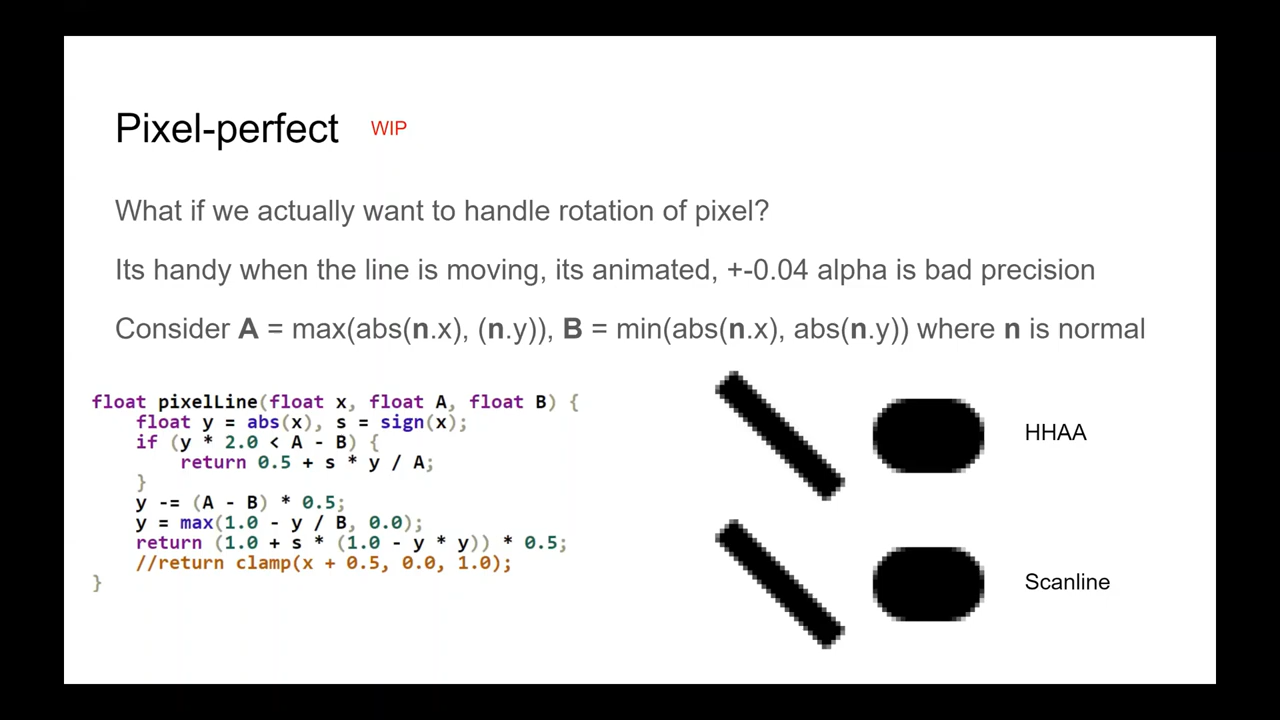 Pixel-perfect WIP
What if we actually want to handle rotation of pixel?
Its handy when the line is moving, its animated, +-0.04 alpha is bad precision
Consider A = max(abs(n.x), (n.y)), B = min(abs(n.x), abs(n.y)) where n is normal
float pixelLine(float x, float A, float B) {
    float y = abs(x), s = sign(x);
    if (y * 2.0 < A - B) {
        return 0.5 + s * y / A;
    }
    y -= (A - B) * 0.5;
    y = max(1.0 - y / B, 0.0);
    return (1.0 + s * (1.0 - y * y)) * 0.5;
    //return clamp(x + 0.5, 0.0, 1.0);
}
HHAA
Scanline